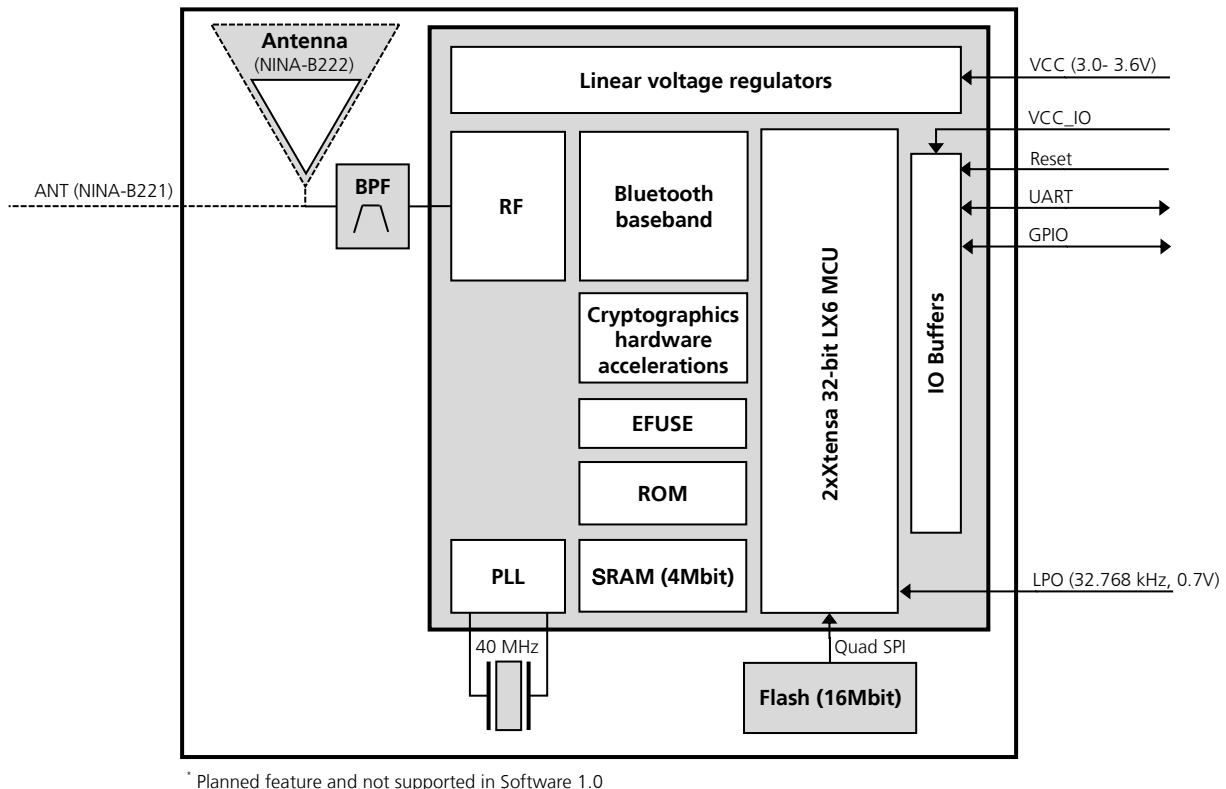 Antenna
(NINA-B222)
Linear voltage regulators
VCC (3.0- 3.6V)
VCC_IO
Reset
UART
GPIO
ANT (NINA-B221)
BPF
RF
Bluetooth
baseband
Cryptographics
hardware
accelerations
EFUSE
ROM
PLL
SRAM (4Mbit)
2xXtensa 32-bit LX6 MCU
IO Buffers
LPO (32.768 kHz, 0.7V)
40 MHz
Quad SPI
Flash (16Mbit)
* Planned feature and not supported in Software 1.0